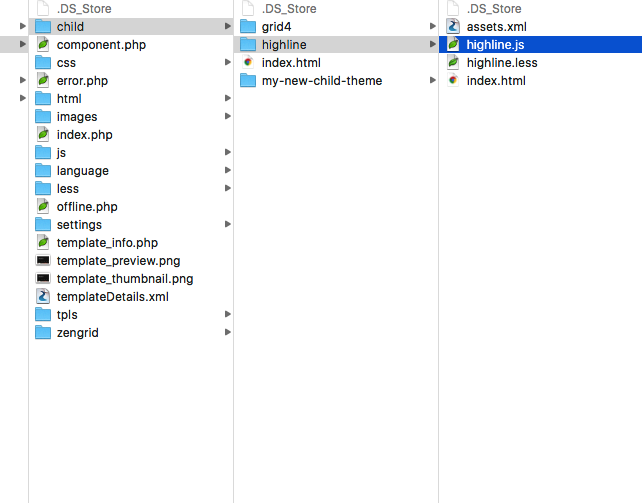 .DS_Store
child
component.php
css
error.php
html
images
index.php
js
language
less
offline.php
settings
template_info.php
template_preview.png
template_thumbnail.png
templateDetails.xml
tpls
zengrid
.DS_Store
grid4
highline
index.html
my-new-child-theme
.DS_Store
assets.xml
highline.js
highline.less
index.html